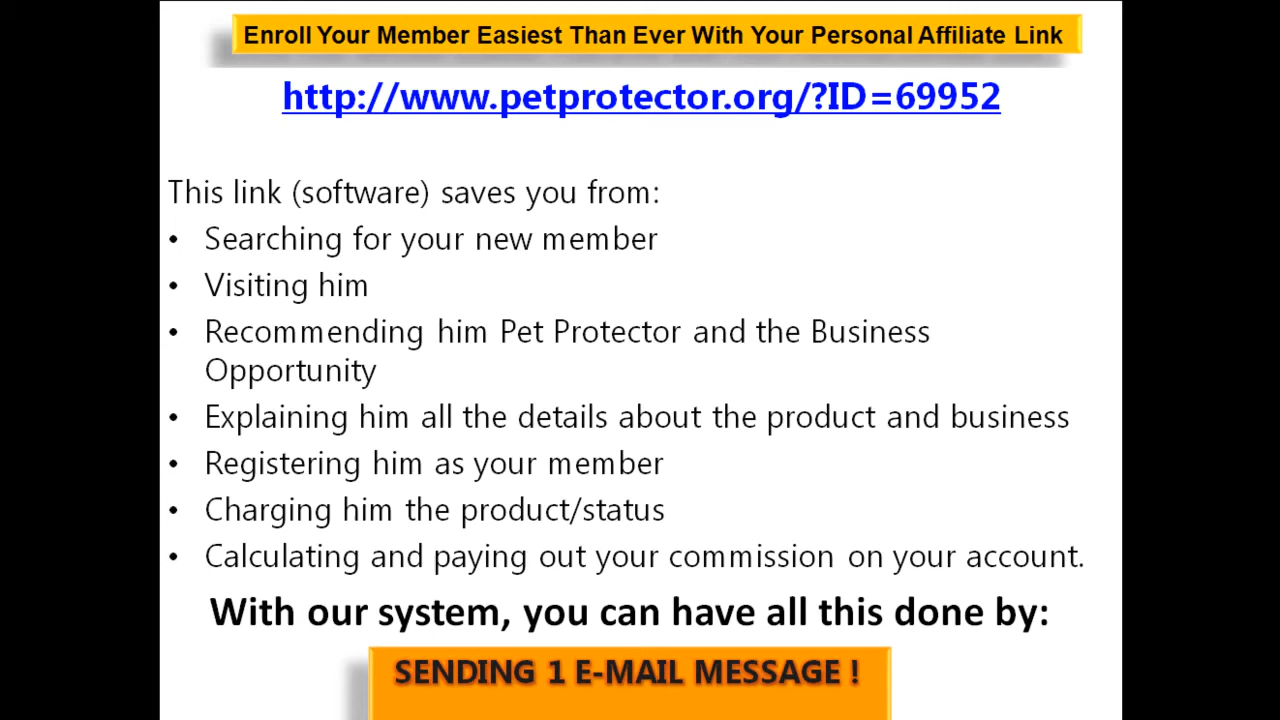 Enroll Your Member Easiest Than Ever With Your Personal Affiliate Link
http://www.petprotector.org/?ID=69952
This link (software) saves you from:
• Searching for your new member
• Visiting him
• Recommending him Pet Protector and the Business
Opportunity
• Explaining him all the details about the product and business
• Registering him as your member
• Charging him the product/status
• Calculating and paying out your commission on your account.
With our system, you can have all this done by:
SENDING 1 E-MAIL MESSAGE !